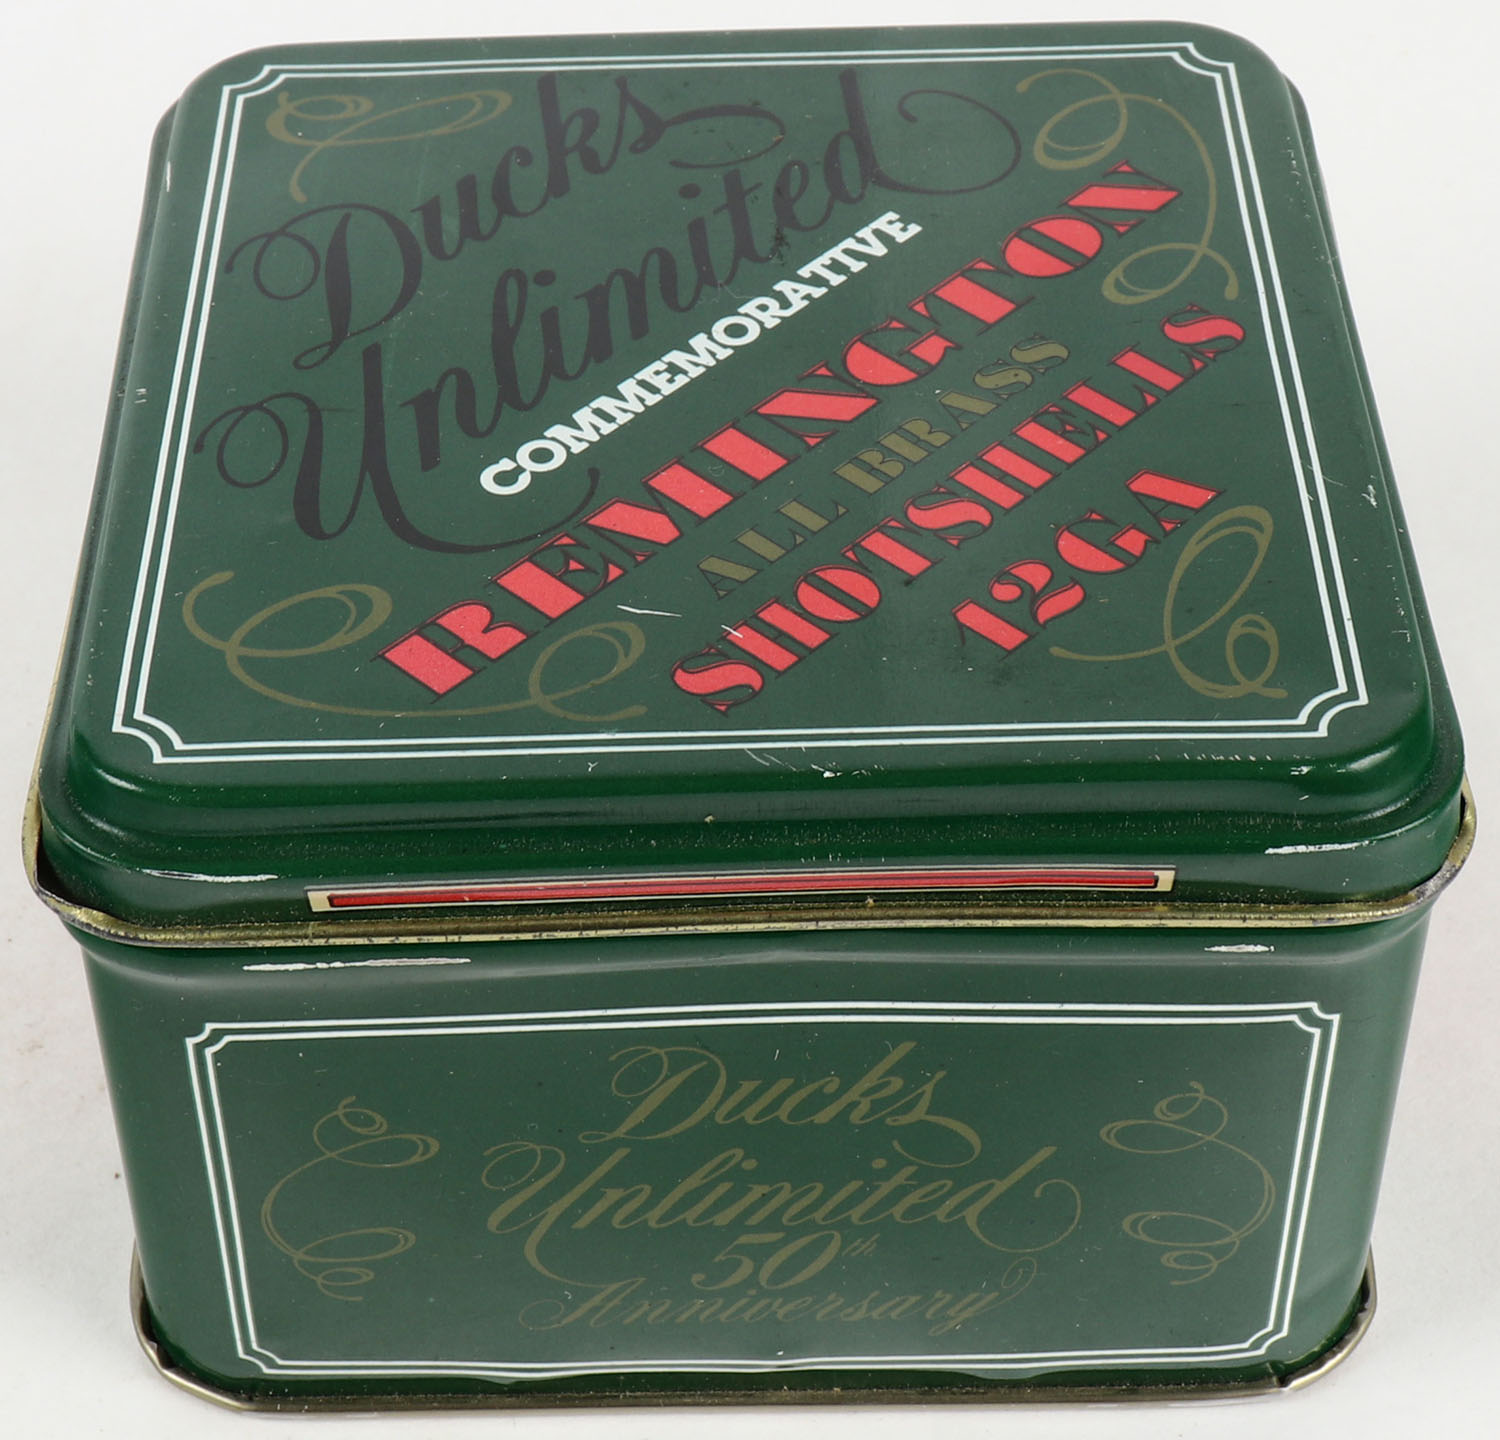 Ducks
Unlimited
COMMEMORATIVE
REMINGTON
ALL BRASS
SHOTSHELLS
12GA
Ducks
Unlimited
50th
Anniversary